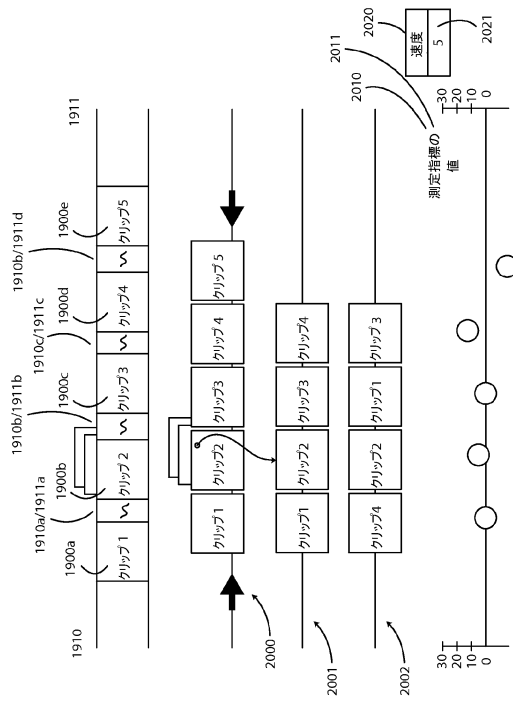 1910
1900a
1910a/1911a
1900b
1910b/1911b
1900c
1910c/1911c
1900d
1910b/1911d
1900e
1911
クリップ 1
〜
クリップ 2
〜
クリップ3
〜
クリップ4
〜
クリップ5
クリップ 1
クリップ2
クリップ3
クリップ 4
クリップ 5
2000
クリップ1
クリップ2
クリップ3
クリップ4
2001
クリップ4
クリップ2
クリップ1
クリップ 3
2002
2010
2011
測定指標の
値
2020
速度
5
2021
30
20
10
0
30
20
10
0